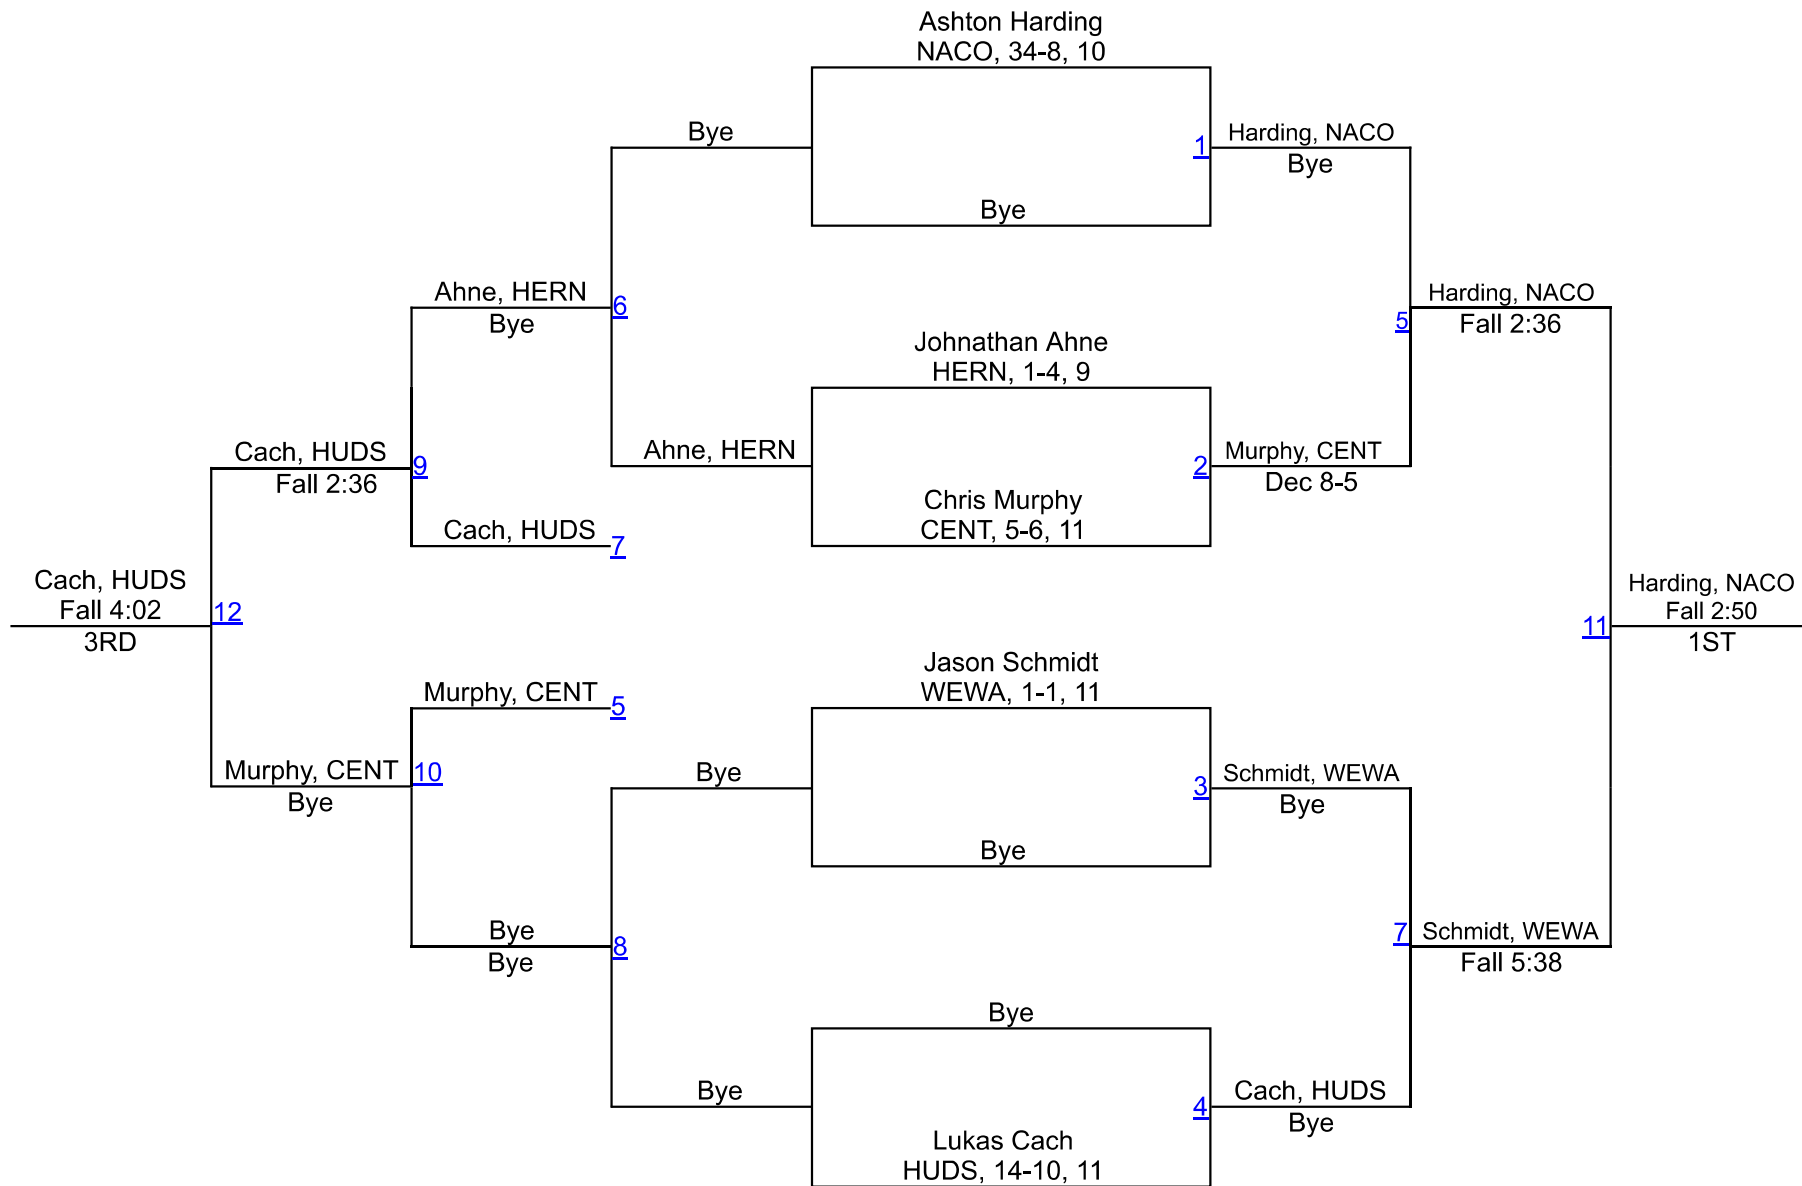 Ashton Harding
NACO, 34-8, 10
Bye
1
Harding, NACO
Bye
Bye
Ahne, HERN
Bye
6
Harding, NACO
Fall 2:36
5
Johnathan Ahne
HERN, 1-4, 9
Cach, HUDS
Fall 2:36
9
Ahne, HERN
2
Murphy, CENT
Dec 8-5
Chris Murphy
CENT, 5-6, 11
Cach, HUDS
7
Cach, HUDS
Fall 4:02
3RD
12
Harding, NACO
Fall 2:50
1ST
11
Jason Schmidt
WEWA, 1-1, 11
Murphy, CENT
5
Murphy, CENT
Bye
10
Bye
3
Schmidt, WEWA
Bye
Bye
Bye
Bye
8
7
Schmidt, WEWA
Fall 5:38
Bye
Bye
4
Cach, HUDS
Bye
Lukas Cach
HUDS, 14-10, 11